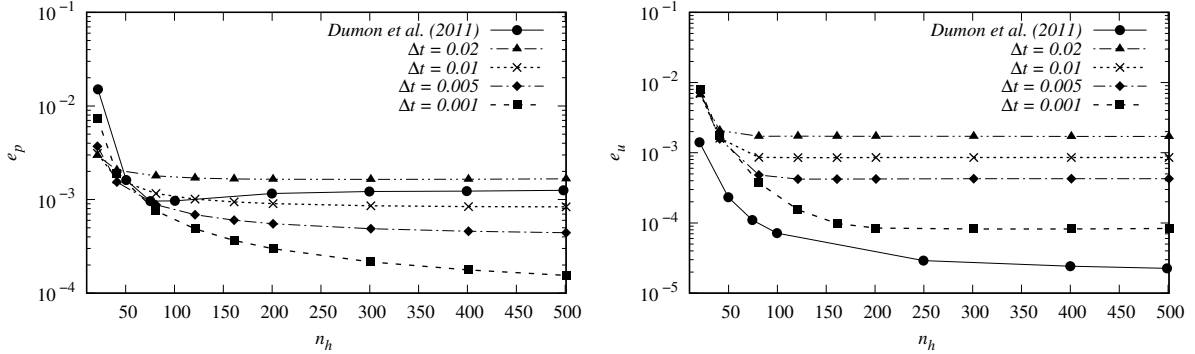 10⁻¹
10⁻²
10⁻³
10⁻⁴
e_p
50 100 150 200 250 300 350 400 450 500
n_h
Dumon et al. (2011)
Δt = 0.02
Δt = 0.01
Δt = 0.005
Δt = 0.001
10⁻¹
10⁻²
10⁻³
10⁻⁴
10⁻⁵
e_u
50 100 150 200 250 300 350 400 450 500
n_h
Dumon et al. (2011)
Δt = 0.02
Δt = 0.01
Δt = 0.005
Δt = 0.001